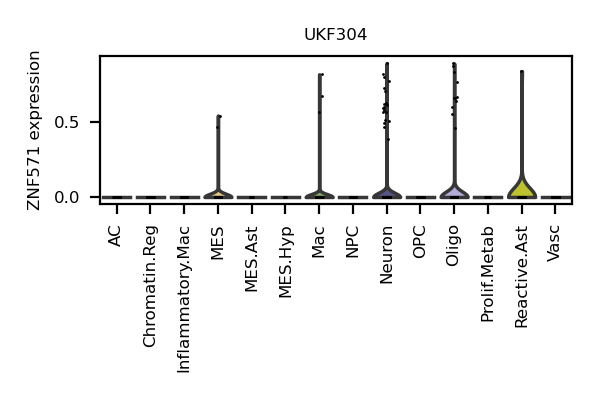 UKF304
ZNF571 expression
0.5
0.0
AC
Chromatin.Reg
Inflammatory.Mac
MES
MES.Ast
MES.Hyp
Mac
NPC
Neuron
OPC
Oligo
Prolif.Metab
Reactive.Ast
Vasc